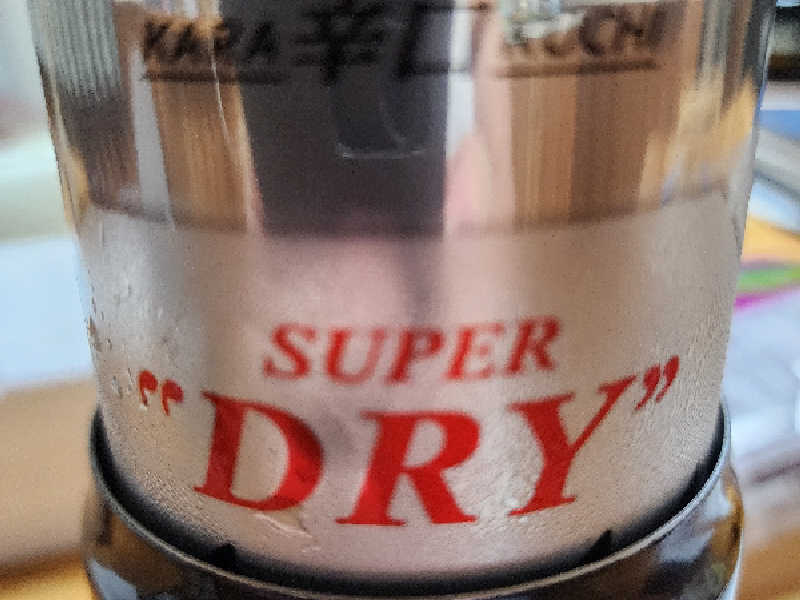 KARA 辛口 KUCHI
SUPER
“DRY”